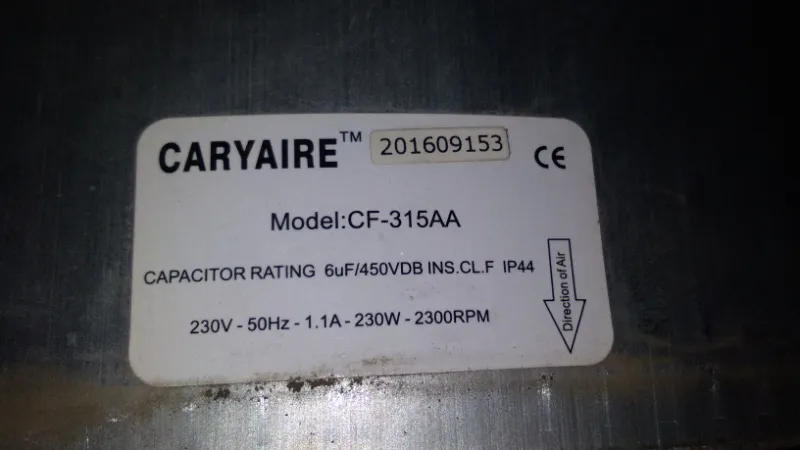 CARYAIRE™ 201609153 CE
Model:CF-315AA
CAPACITOR RATING 6uF/450VDB INS.CL.F IP44
230V - 50Hz - 1.1A - 230W - 2300RPM
Direction of Air